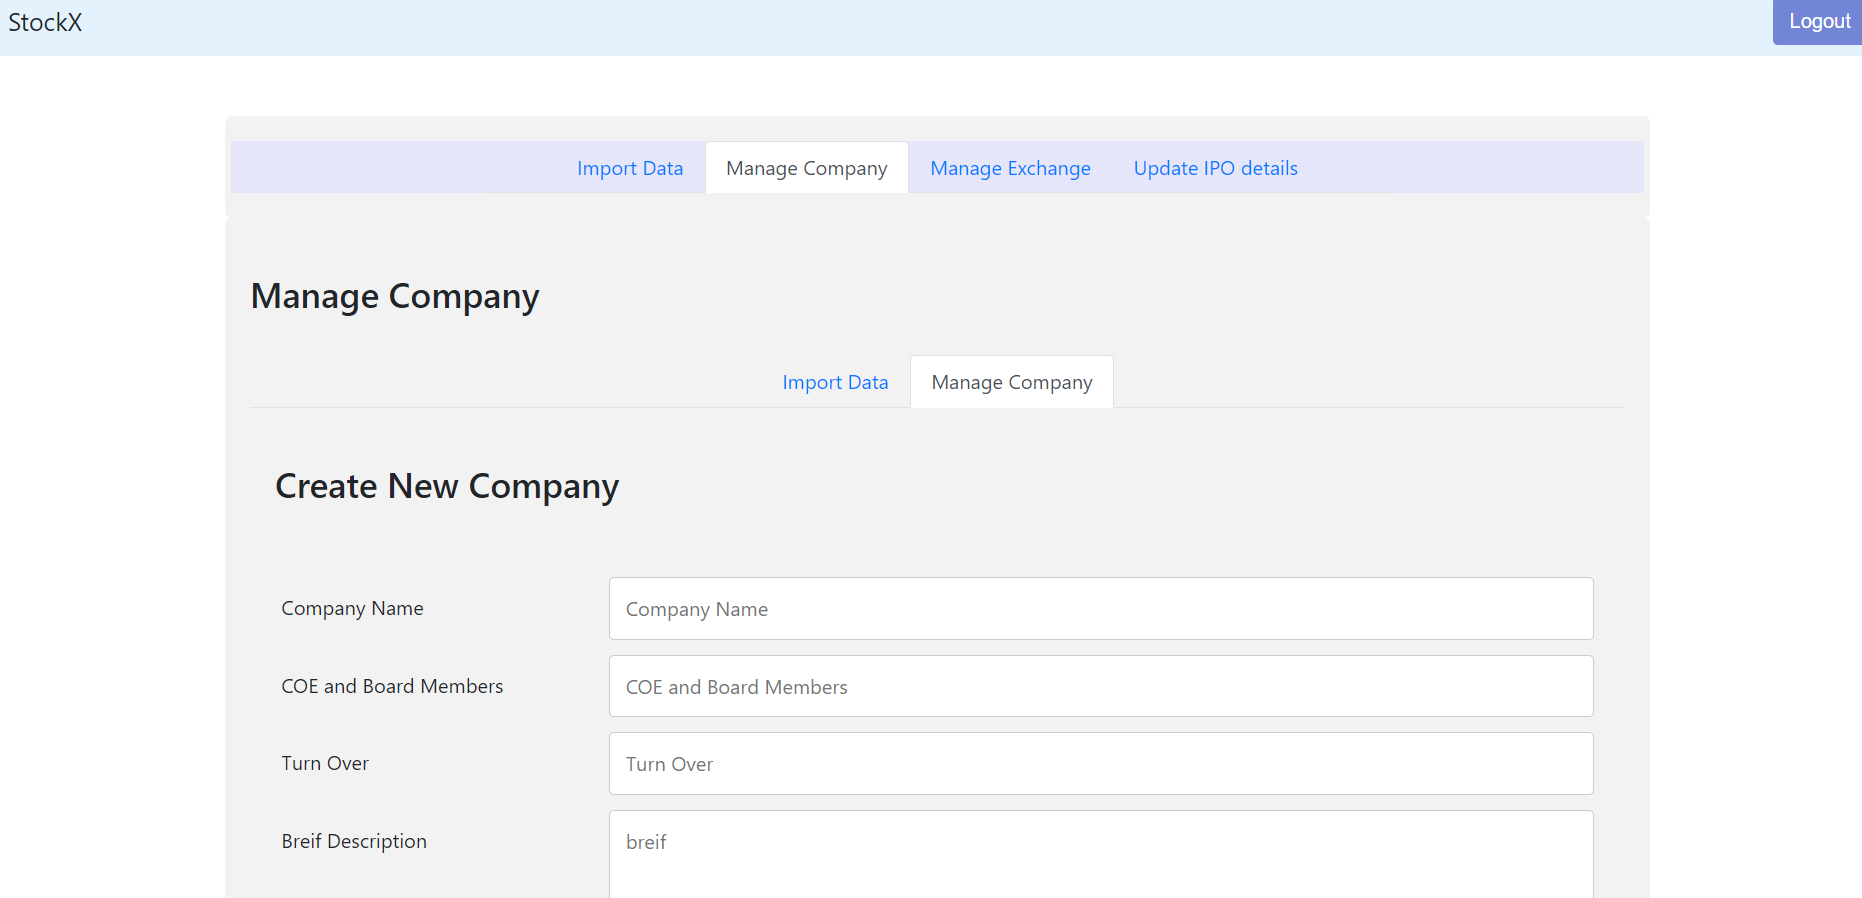 StockX Logout
Import Data Manage Company Manage Exchange Update IPO details
Manage Company
Import Data Manage Company
Create New Company
Company Name Company Name
COE and Board Members COE and Board Members
Turn Over Turn Over
Breif Description breif